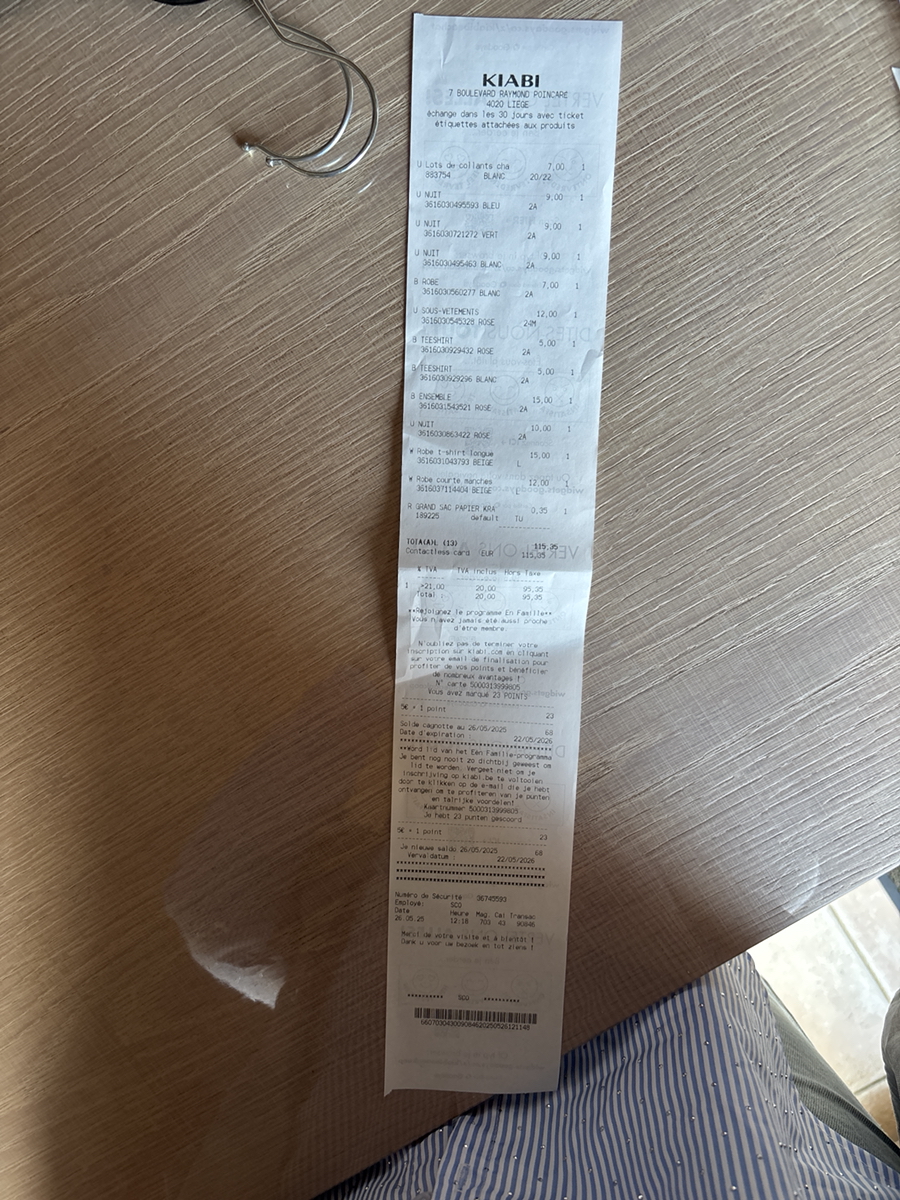 KIABI
7 BOULEVARD RAYMOND POINCARE
4020 LIEGE
échange dans les 30 jours avec ticket
étiquettes attachées aux produits
U Lots de collants cha 7,00 1
883754 BLANC 20/22
U NUIT 9,00 1
3616030495593 BLEU 2A
U NUIT 9,00 1
3616030721272 VERT 2A
U NUIT 9,00 1
3616030495463 BLANC 2A
B ROBE 7,00 1
3616030560277 BLANC 2A
U SOUS-VETEMENTS 12,00 1
3616030545328 ROSE 24M
B TEESHIRT 5,00 1
3616030929432 ROSE 2A
B TEESHIRT 5,00 1
3616030929296 BLANC 2A
B ENSEMBLE 15,00 1
3616031543521 ROSE 2A
U NUIT 10,00 1
3616030863422 ROSE 2A
W Robe t-shirt longue 15,00 1
3616031043793 BEIGE L
W Robe courte manches 12,00 1
3616037114404 BEIGE L
R GRAND SAC PAPIER KRA 0,35 1
189225 default TU
TOTA(A)L (13) 115,35
Contactless card EUR 115,35
% TVA TVA inclus Hors taxe
1 >21,00 20,00 95,35
Total : 20,00 95,35
**Rejoignez le programme En Famille**
Vous n'avez jamais été aussi proche
d'être membre.
N'oubliez pas de terminer votre
inscription sur kiabi.com en cliquant
sur votre email de finalisation pour
profiter de vos points et bénéficier
de nombreux avantages !
N° carte 5000313999805
Vous avez marqué 23 POINTS
5€ = 1 point 23
Solde cagnotte au 26/05/2025 68
Date d'expiration : 22/05/2026
**Word lid van het Eén Familie-programma
Je bent nog nooit zo dichtbij geweest om
lid te worden. Vergeet niet om je
inschrijving op kiabi.be te voltooien
door te klikken op de e-mail die je hebt
ontvangen om te profiteren van je punten
en talrijke voordelen!
Kaartnummer 5000313999805
Je hebt 23 punten gescoord
5€ = 1 point 23
Je nieuwe saldo 26/05/2025 68
Vervaldatum : 22/05/2026
Numéro de Sécurité 36745593
Employé: SCO
Date Heure Mag. Cai Transac
26.05.25 12:18 703 43 90846
Merci de votre visite et à bientôt !
Dank u voor uw bezoek en tot ziens !
********** SCO **********
66070304300908462025052612114​8